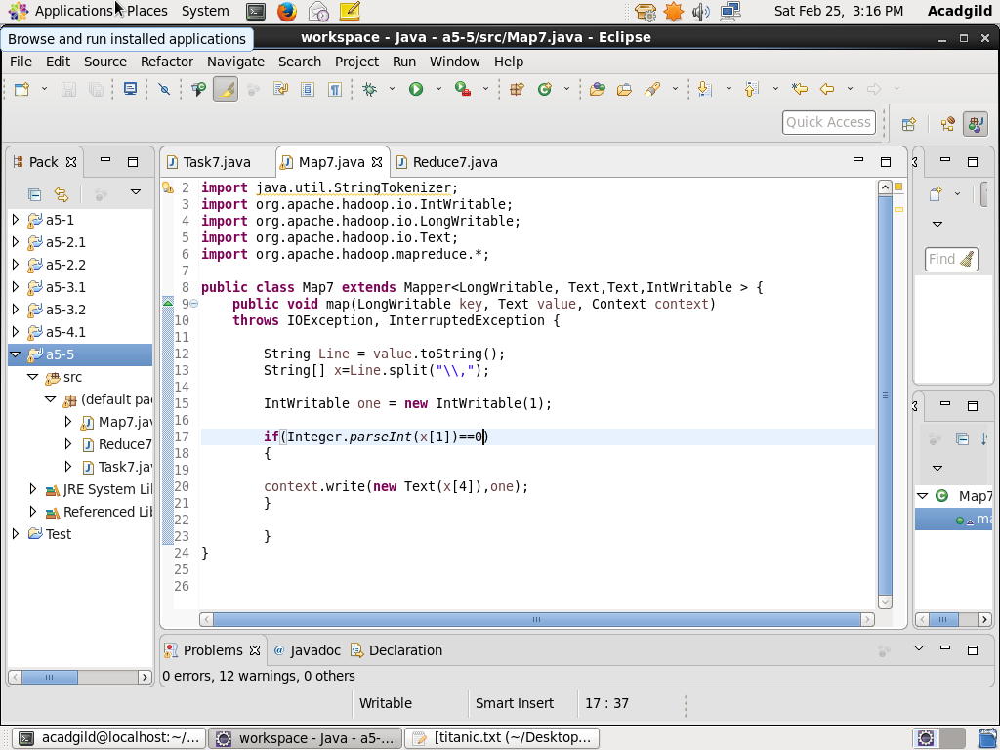 Applications Places System Sat Feb 25, 3:16 PM Acadgild
Browse and run installed applications
workspace - Java - a5-5/src/Map7.java - Eclipse
File Edit Source Refactor Navigate Search Project Run Window Help
Quick Access
Pack
Task7.java Map7.java Reduce7.java
a5-1
a5-2.1
a5-2.2
a5-3.1
a5-3.2
a5-4.1
a5-5
src
(default pa
Map7.jav
Reduce7
Task7.jav
JRE System Li
Referenced Lib
Test
2 import java.util.StringTokenizer;
3 import org.apache.hadoop.io.IntWritable;
4 import org.apache.hadoop.io.LongWritable;
5 import org.apache.hadoop.io.Text;
6 import org.apache.hadoop.mapreduce.*;
7
8 public class Map7 extends Mapper<LongWritable, Text,Text,IntWritable > {
9 public void map(LongWritable key, Text value, Context context)
10 throws IOException, InterruptedException {
11
12 String Line = value.toString();
13 String[] x=Line.split("\\,");
14
15 IntWritable one = new IntWritable(1);
16
17 if(Integer.parseInt(x[1])==0)
18 {
19
20 context.write(new Text(x[4]),one);
21 }
22
23 }
24 }
25
26
Find
Map7
ma
Problems Javadoc Declaration
0 errors, 12 warnings, 0 others
Writable Smart Insert 17 : 37
acadgild@localhost:~/... workspace - Java - a5-... [titanic.txt (~/Desktop...